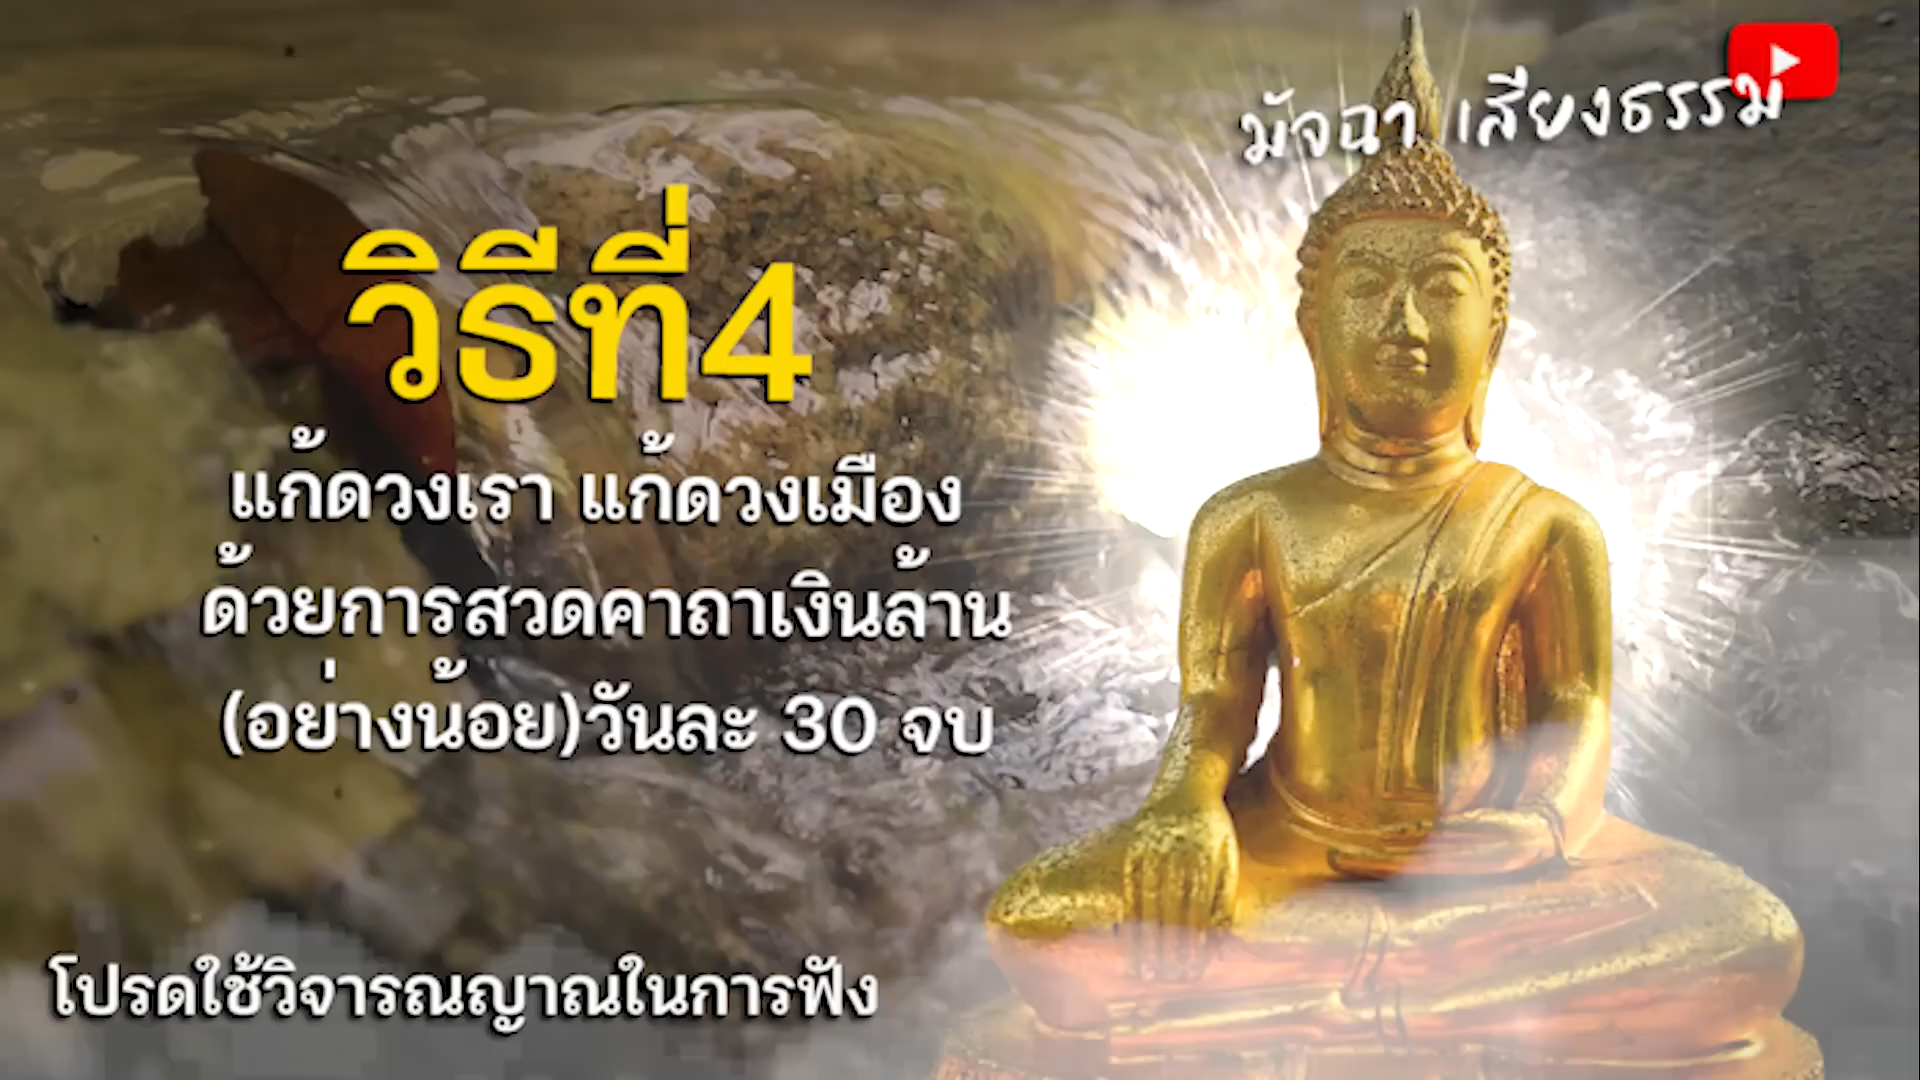 มัจฉา เสียงธรรม
วิธีที่4
แก้ดวงเรา แก้ดวงเมือง
ด้วยการสวดคาถาเงินล้าน
(อย่างน้อย)วันละ 30 จบ
โปรดใช้วิจารณญาณในการฟัง